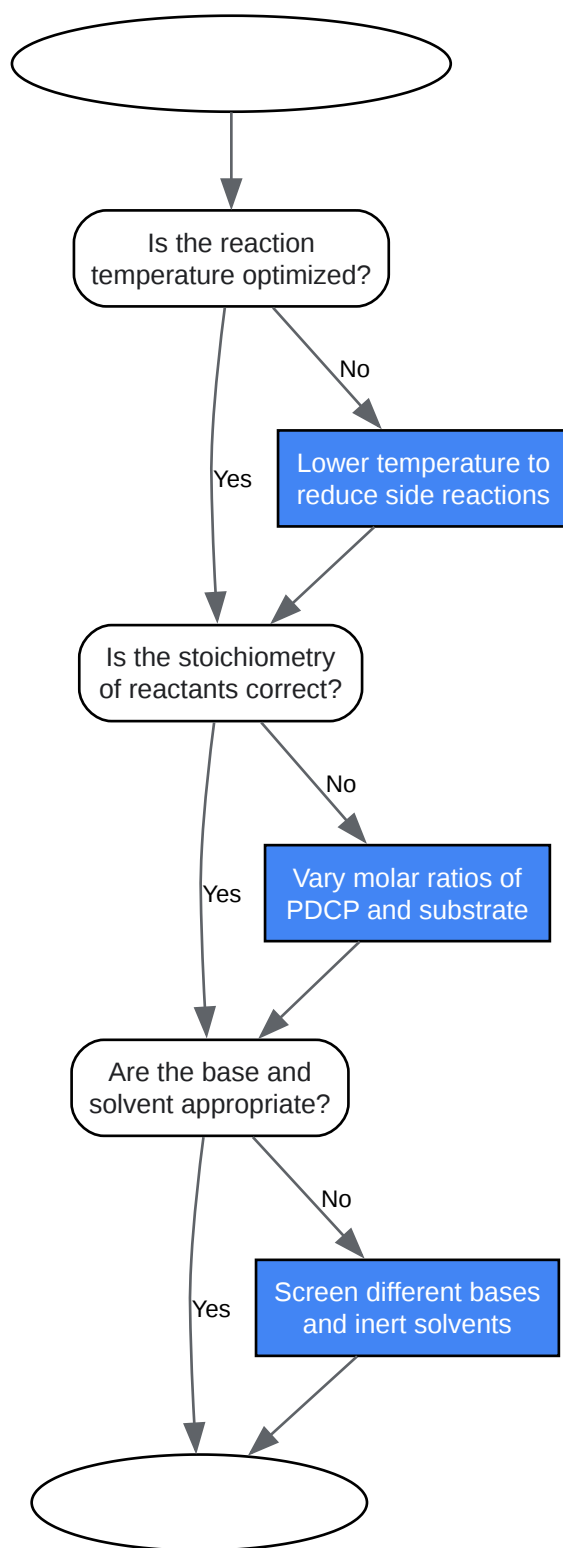 Is the reaction
temperature optimized?
No
Lower temperature to
reduce side reactions
Yes
Is the stoichiometry
of reactants correct?
No
Vary molar ratios of
PDCP and substrate
Yes
Are the base and
solvent appropriate?
No
Screen different bases
and inert solvents
Yes